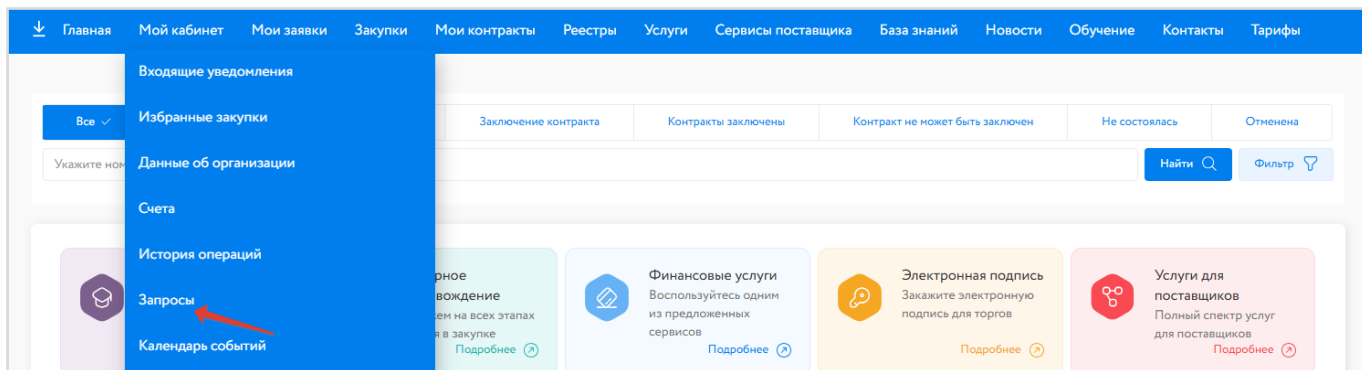 Главная Мой кабинет Мои заявки Закупки Мои контракты Реестры Услуги Сервисы поставщика База знаний Новости Обучение Контакты Тарифы
Входящие уведомления
Избранные закупки
Данные об организации
Счета
История операций
Запросы
Календарь событий
Все Заключение контракта Контракты заключены Контракт не может быть заключен Не состоялась Отменена
Укажите Найти Фильтр
Финансовые услуги
Воспользуйтесь одним
из предложенных
сервисов
Подробнее
Электронная подпись
Закажите электронную
подпись для торгов
Подробнее
Услуги для
поставщиков
Полный спектр услуг
для поставщиков
Подробнее
на всех этапах
в закупке
Подробнее